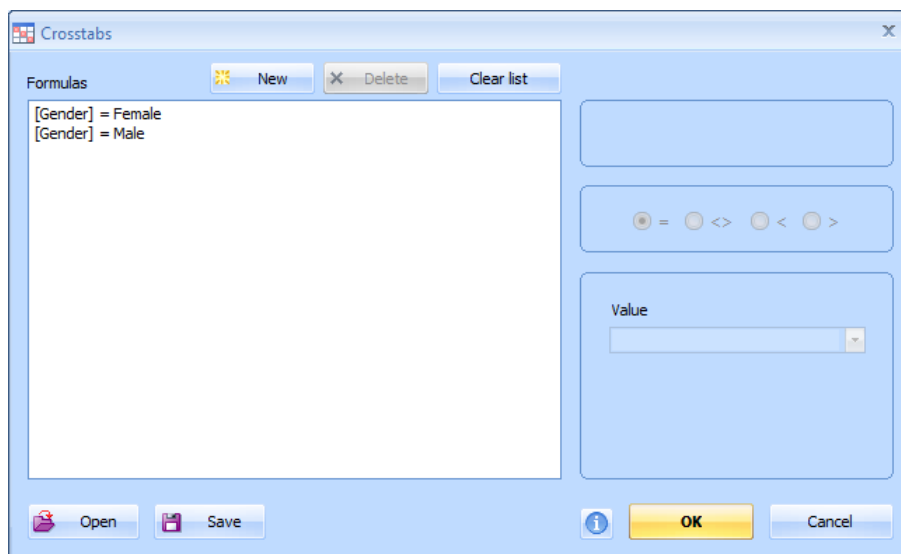 Crosstabs
Formulas
New
Delete
Clear list
[Gender] = Female
[Gender] = Male
= <> < >
Value
Open
Save
OK
Cancel